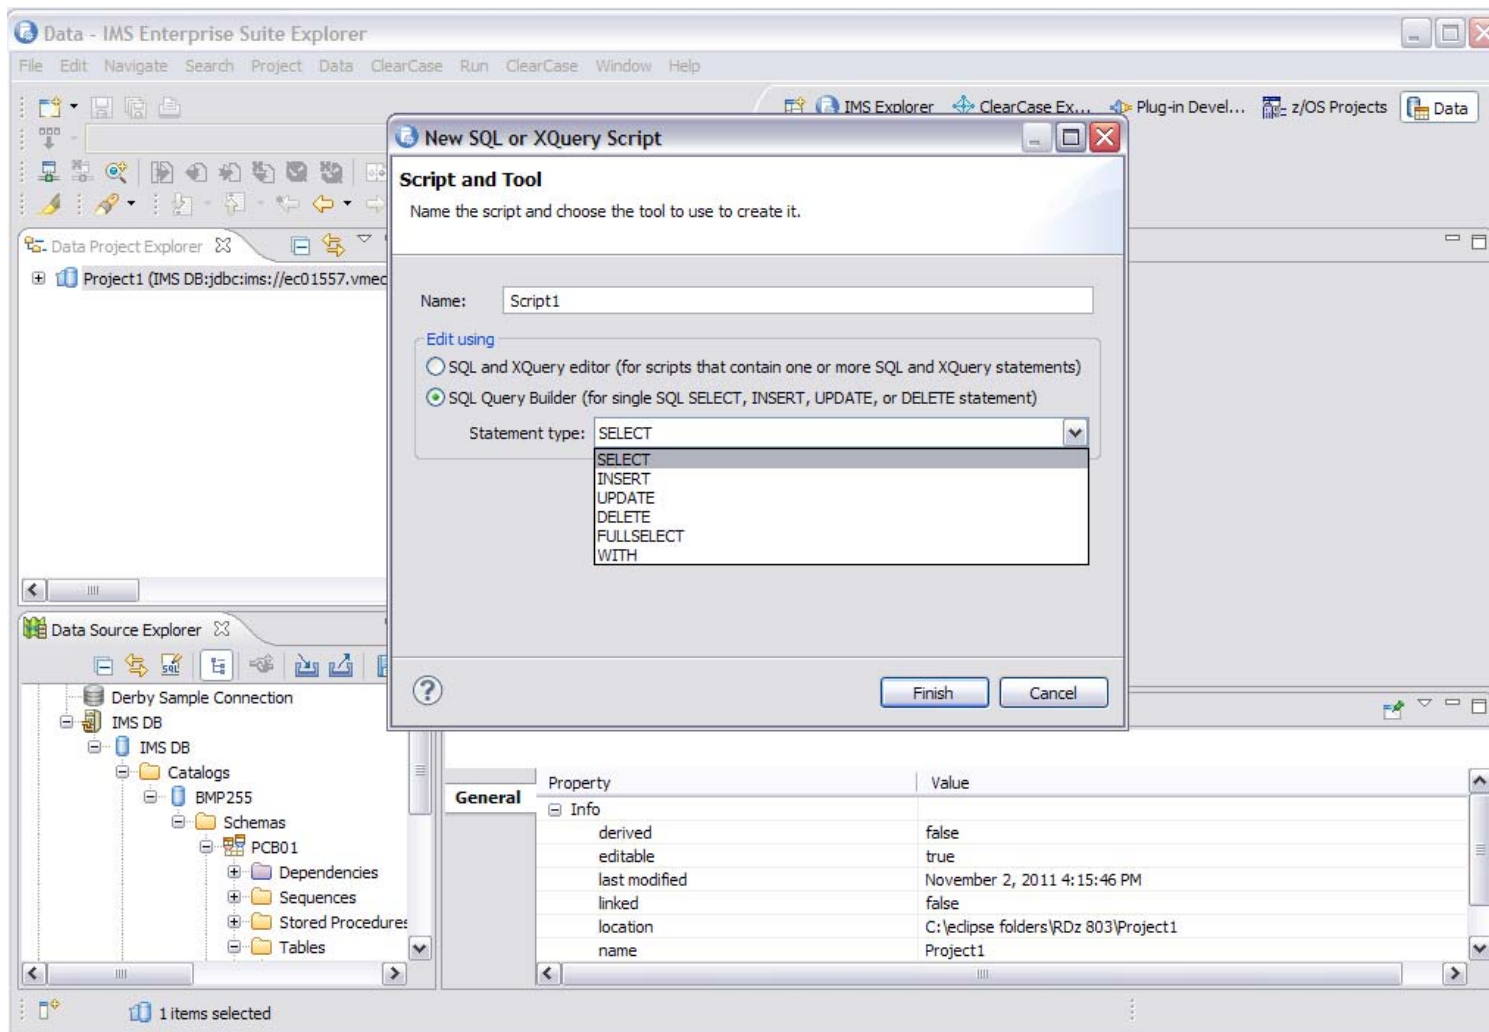 Data - IMS Enterprise Suite Explorer
File Edit Navigate Search Project Data ClearCase Run ClearCase Window Help
IMS Explorer ClearCase Ex... Plug-in Devel... z/OS Projects Data
New SQL or XQuery Script
Script and Tool
Name the script and choose the tool to use to create it.
Data Project Explorer
Project1 (IMS DB:jdbc:ims://ec01557.vmec
Name: Script1
Edit using
SQL and XQuery editor (for scripts that contain one or more SQL and XQuery statements)
SQL Query Builder (for single SQL SELECT, INSERT, UPDATE, or DELETE statement)
Statement type: SELECT
SELECT
INSERT
UPDATE
DELETE
FULLSELECT
WITH
Finish Cancel
Data Source Explorer
SQL
Derby Sample Connection
IMS DB
IMS DB
Catalogs
BMP255
Schemas
PCB01
Dependencies
Sequences
Stored Procedures
Tables
General
Property Value
Info
derived false
editable true
last modified November 2, 2011 4:15:46 PM
linked false
location C:\eclipse folders\RDz 803\Project1
name Project1
1 items selected